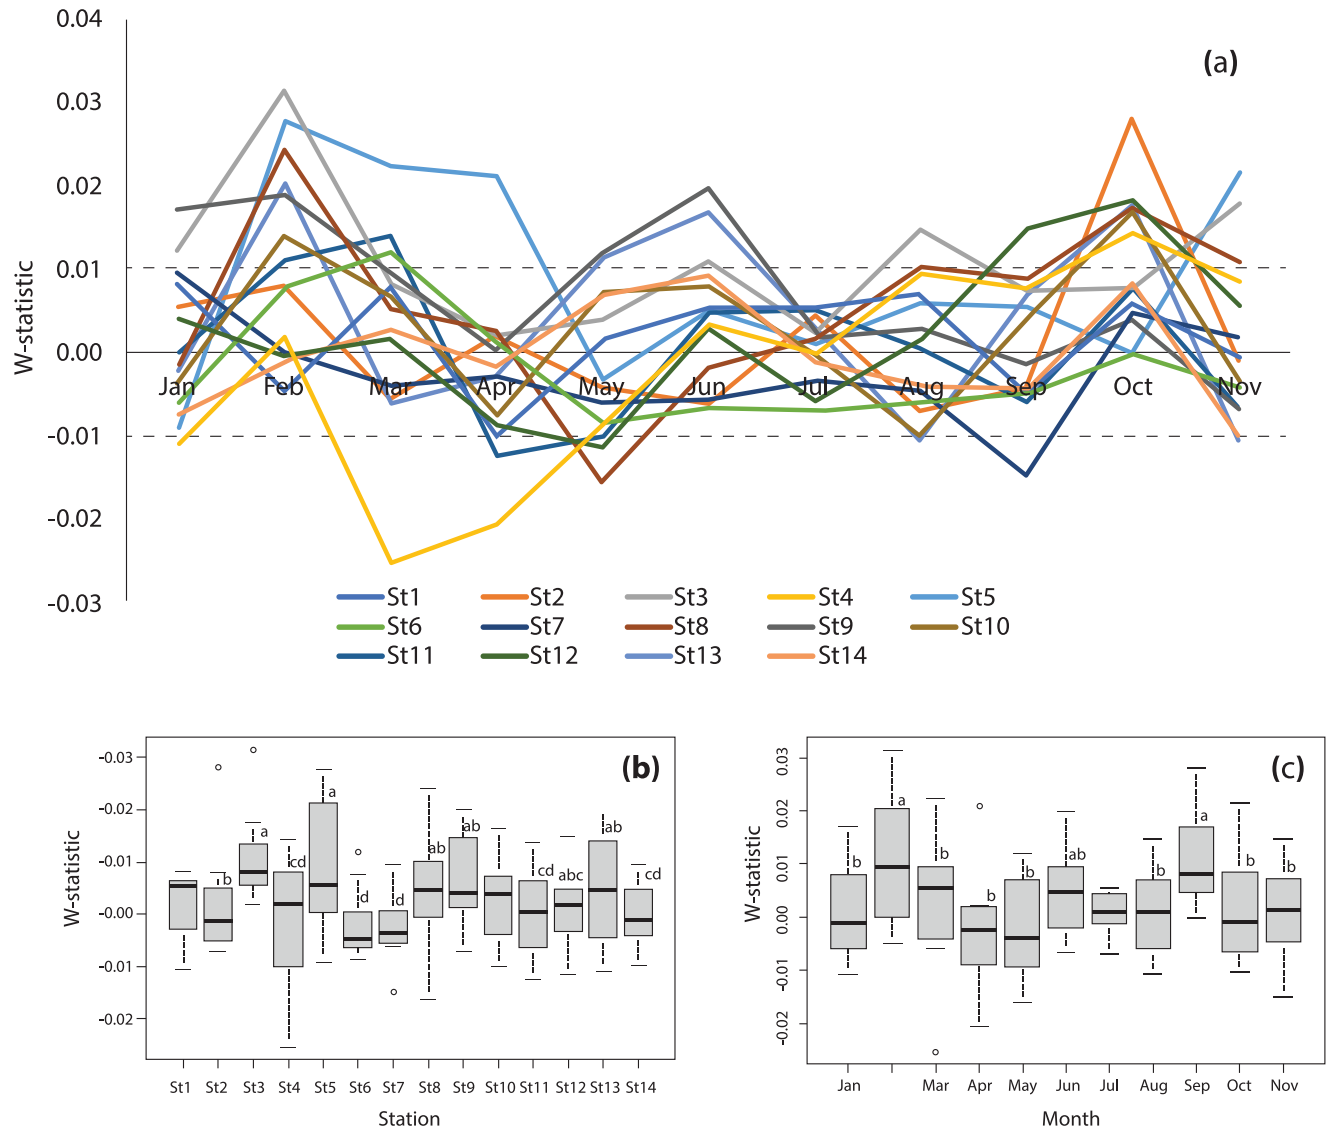 0.04
(a)
0.03
0.02
0.01
0.00
-0.01
-0.02
-0.03
W-statistic
Jan Feb Mar Apr May Jun Jul Aug Sep Oct Nov
St1 St2 St3 St4 St5
St6 St7 St8 St9 St10
St11 St12 St13 St14
(b)
-0.03
-0.02
-0.01
-0.00
-0.01
-0.02
W-statistic
b a cd a d d ab ab cd abc ab cd
St1 St2 St3 St4 St5 St6 St7 St8 St9 St10 St11 St12 St13 St14
Station
(c)
0.03
0.02
0.01
0.00
-0.01
-0.02
W-statistic
b a b b b ab b a b b
Jan Mar Apr May Jun Jul Aug Sep Oct Nov
Month